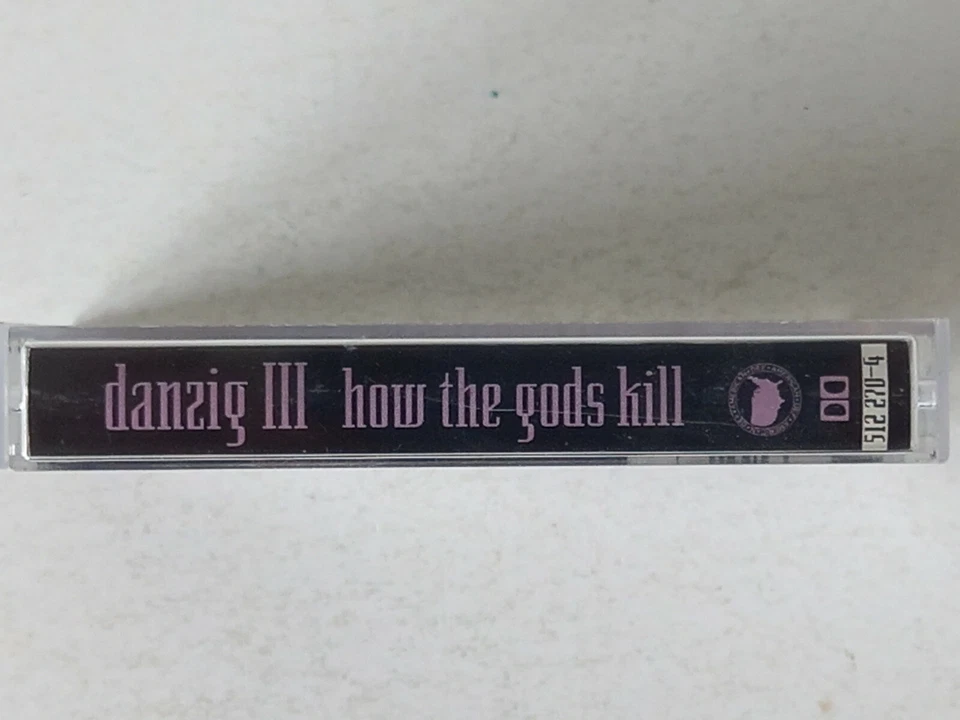 danzig III how the gods kill
512 270-4